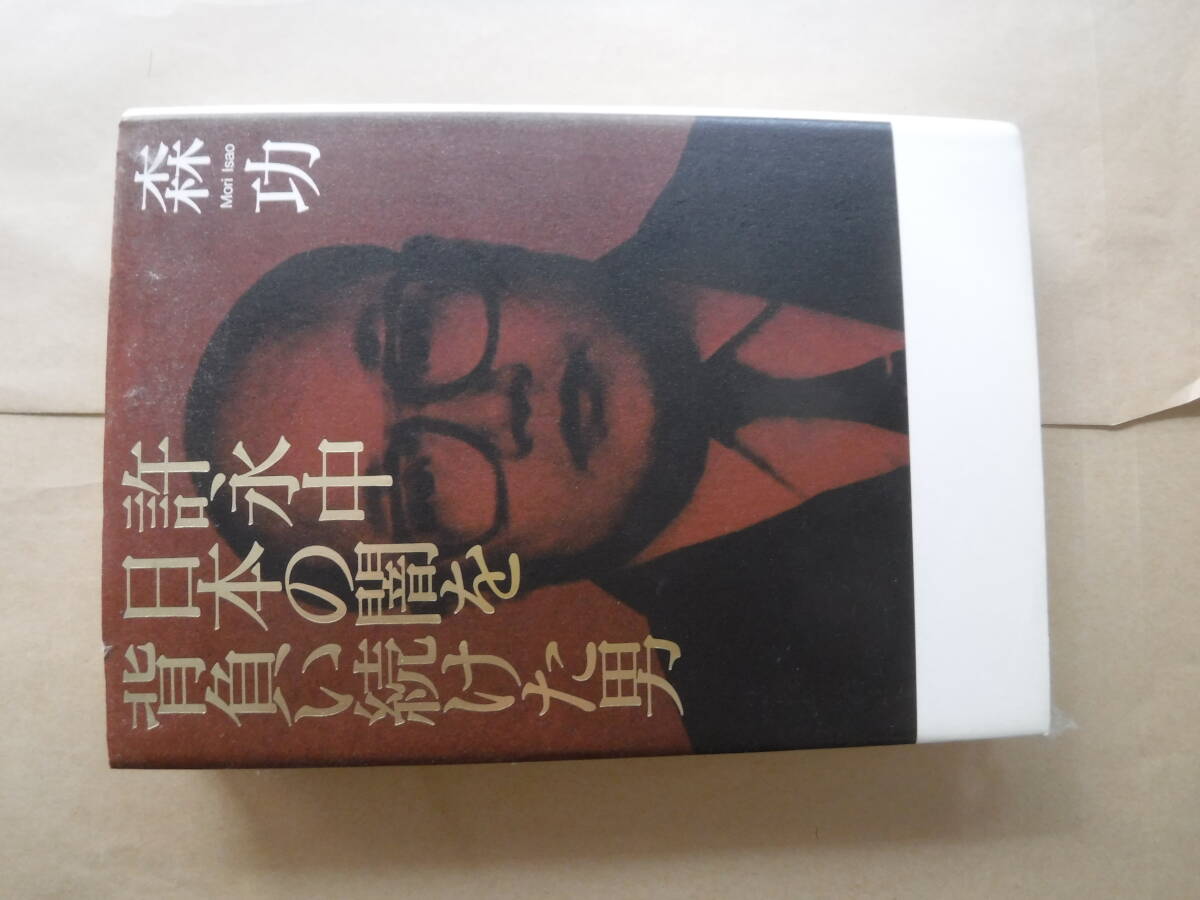 許永中
日本の闇を
背負い続けた男
森
功
Mori Isao